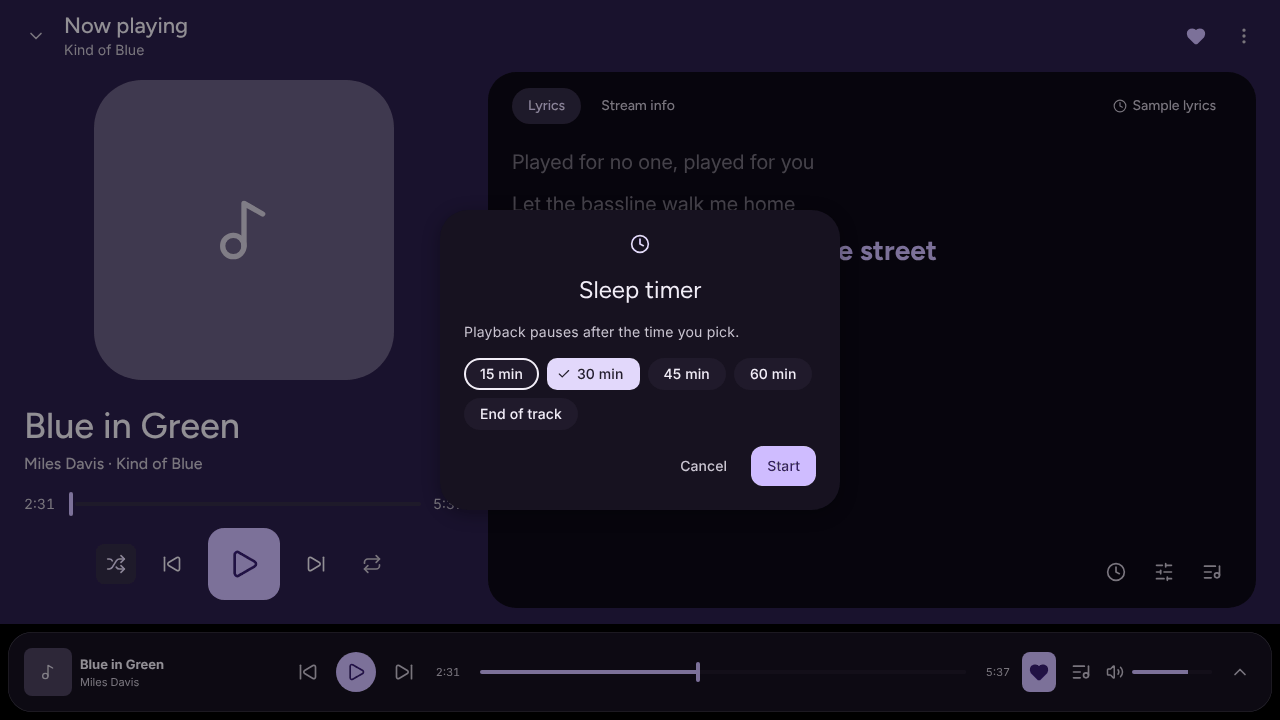 Now playing
Kind of Blue
Lyrics
Stream info
Sample lyrics
Played for no one, played for you
Let the bassline walk me home
e street
Sleep timer
Playback pauses after the time you pick.
15 min
30 min
45 min
60 min
End of track
Cancel
Start
Blue in Green
Miles Davis · Kind of Blue
2:31
Blue in Green
Miles Davis
2:31
5:37